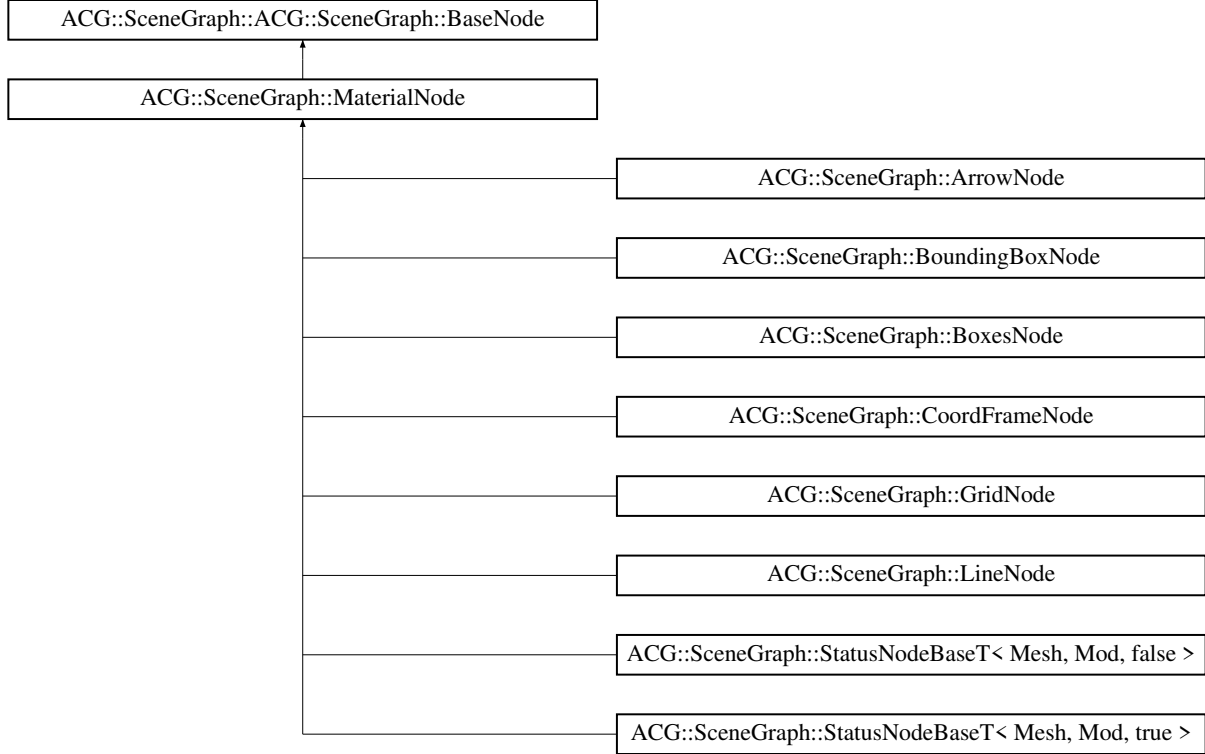 ACG::SceneGraph::ACG::SceneGraph::BaseNode
ACG::SceneGraph::MaterialNode
ACG::SceneGraph::ArrowNode
ACG::SceneGraph::BoundingBoxNode
ACG::SceneGraph::BoxesNode
ACG::SceneGraph::CoordFrameNode
ACG::SceneGraph::GridNode
ACG::SceneGraph::LineNode
ACG::SceneGraph::StatusNodeBaseT< Mesh, Mod, false >
ACG::SceneGraph::StatusNodeBaseT< Mesh, Mod, true >